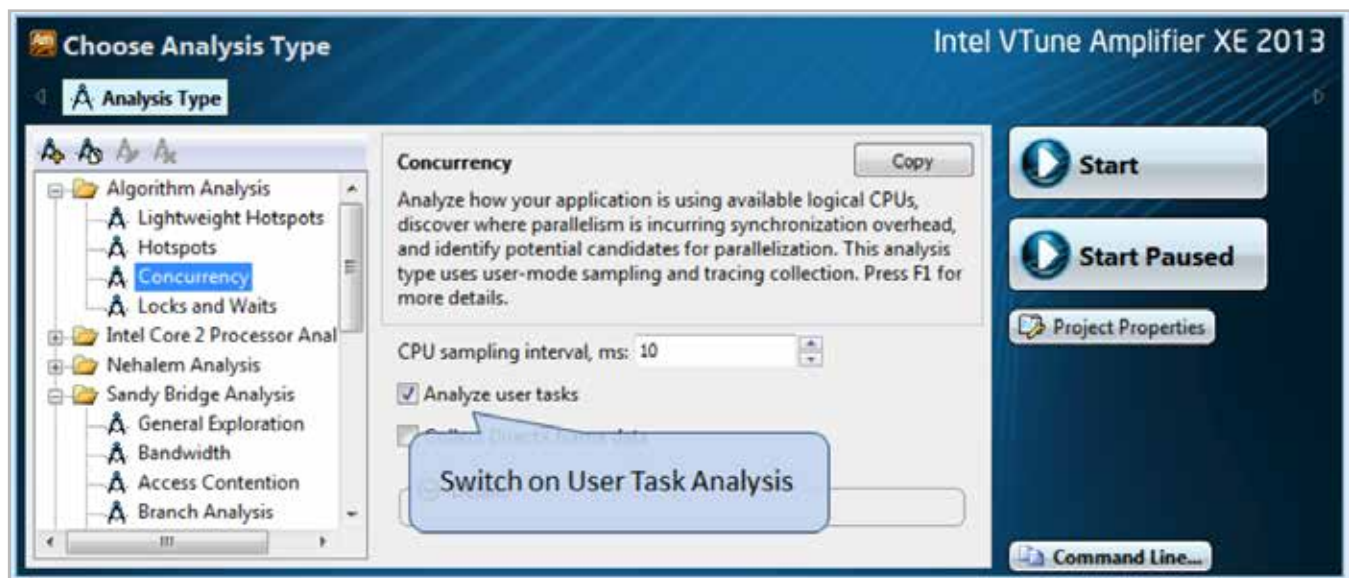 Choose Analysis Type
Intel VTune Amplifier XE 2013
Analysis Type
Algorithm Analysis
Lightweight Hotspots
Hotspots
Concurrency
Locks and Waits
Intel Core 2 Processor Anal
Nehalem Analysis
Sandy Bridge Analysis
General Exploration
Bandwidth
Access Contention
Branch Analysis
Concurrency
Copy
Analyze how your application is using available logical CPUs,
discover where parallelism is incurring synchronization overhead,
and identify potential candidates for parallelization. This analysis
type uses user-mode sampling and tracing collection. Press F1 for
more details.
CPU sampling interval, ms: 10
Analyze user tasks
Switch on User Task Analysis
Start
Start Paused
Project Properties
Command Line...